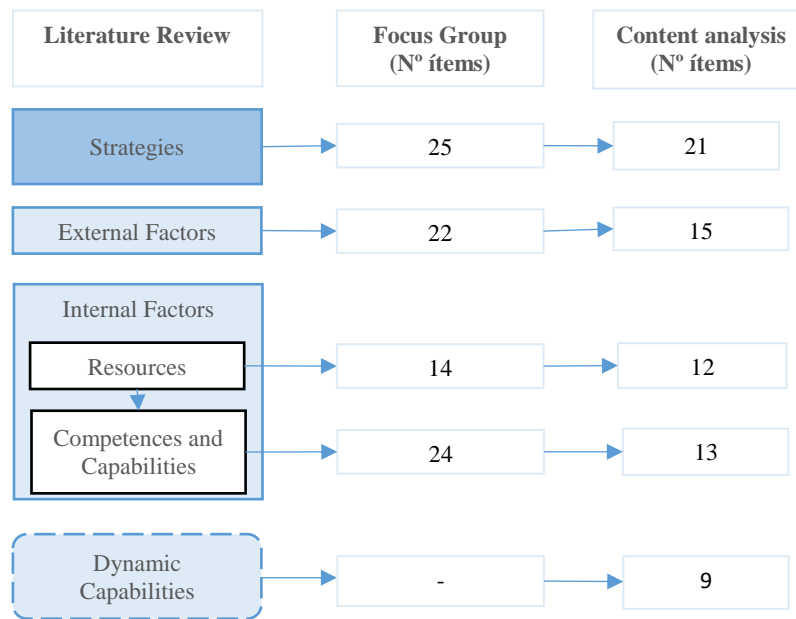 Literature Review
Focus Group
(Nº ítems)
Content analysis
(Nº ítems)
Strategies
25
21
External Factors
22
15
Internal Factors
Resources
14
12
Competences and
Capabilities
24
13
Dynamic
Capabilities
-
9